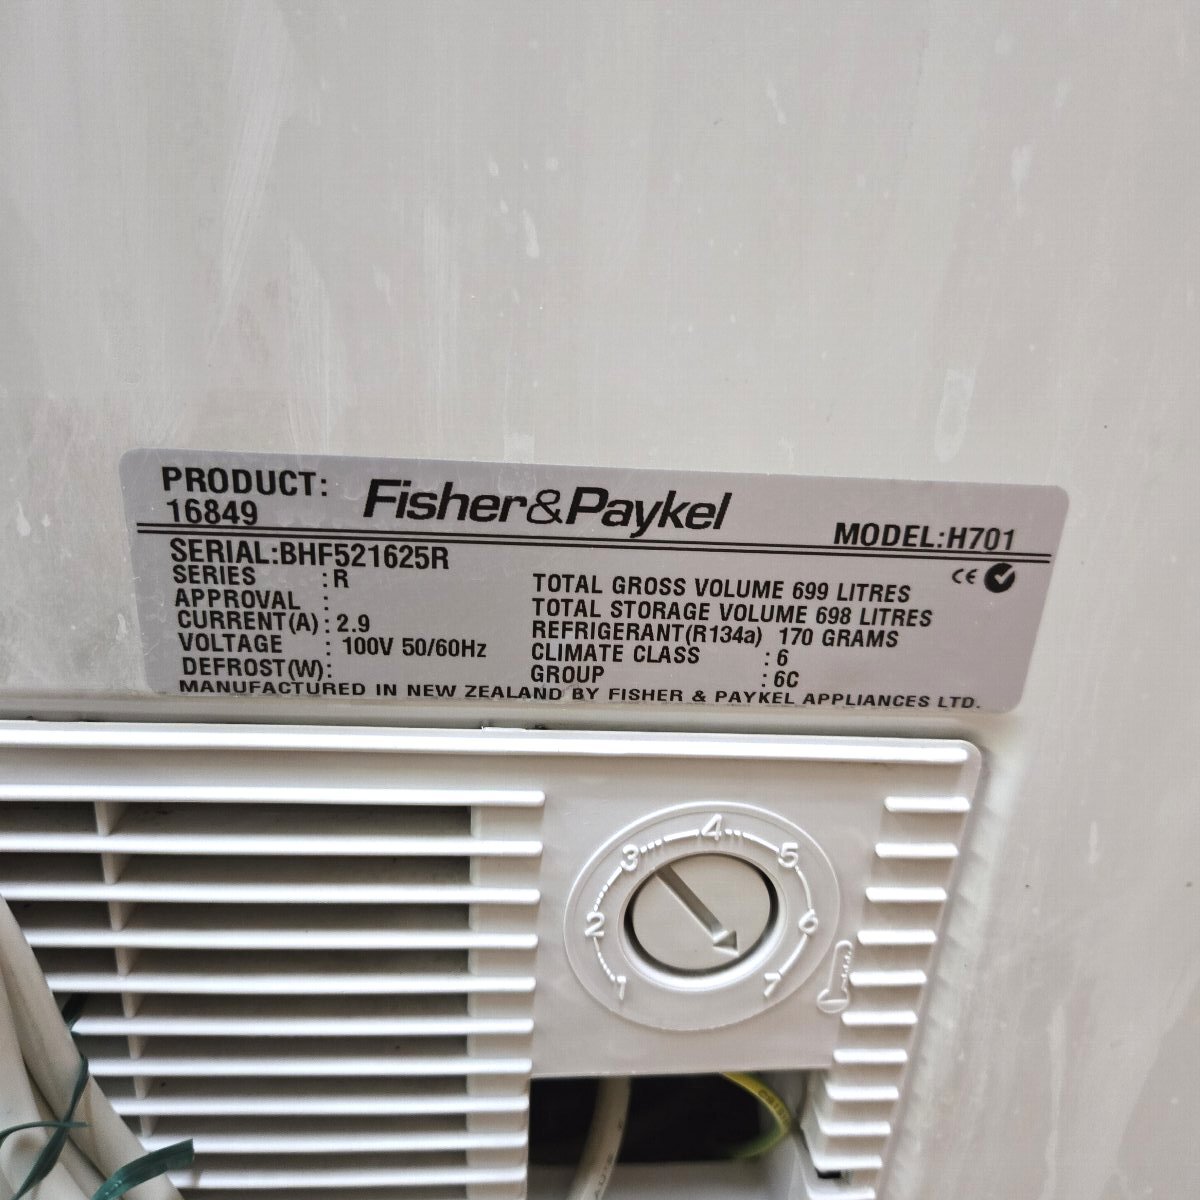 PRODUCT:
16849
Fisher&Paykel
MODEL:H701
SERIAL:BHF521625R
SERIES : R
APPROVAL :
CURRENT(A) : 2.9
VOLTAGE : 100V 50/60Hz
DEFROST(W):
TOTAL GROSS VOLUME 699 LITRES
TOTAL STORAGE VOLUME 698 LITRES
REFRIGERANT(R134a) 170 GRAMS
CLIMATE CLASS : 6
GROUP : 6C
CE
MANUFACTURED IN NEW ZEALAND BY FISHER & PAYKEL APPLIANCES LTD.
1 2 3 4 5 6 7